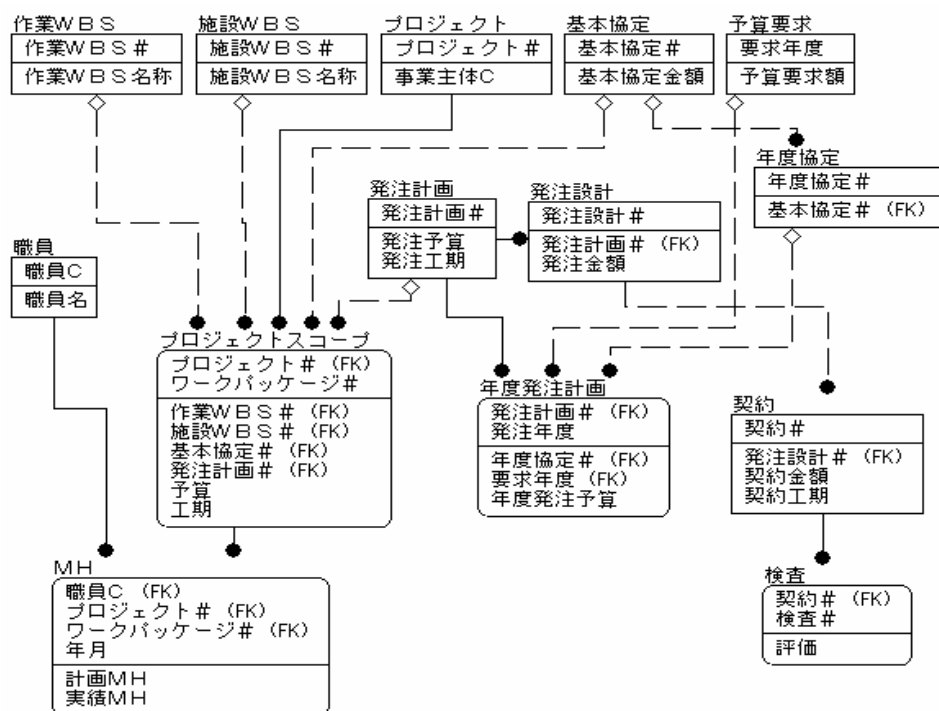 作業WBS
作業WBS#
作業WBS名称
施設WBS
施設WBS#
施設WBS名称
プロジェクト
プロジェクト#
事業主体C
基本協定
基本協定#
基本協定金額
予算要求
要求年度
予算要求額
年度協定
年度協定#
基本協定# (FK)
発注計画
発注計画#
発注予算
発注工期
発注設計
発注設計#
発注計画# (FK)
発注金額
職員
職員C
職員名
プロジェクトスコープ
プロジェクト# (FK)
ワークパッケージ#
作業WBS# (FK)
施設WBS# (FK)
基本協定# (FK)
発注計画# (FK)
予算
工期
年度発注計画
発注計画# (FK)
発注年度
年度協定# (FK)
要求年度 (FK)
年度発注予算
契約
契約#
発注設計# (FK)
契約金額
契約工期
MH
職員C (FK)
プロジェクト# (FK)
ワークパッケージ# (FK)
年月
計画MH
実績MH
検査
契約# (FK)
検査#
評価